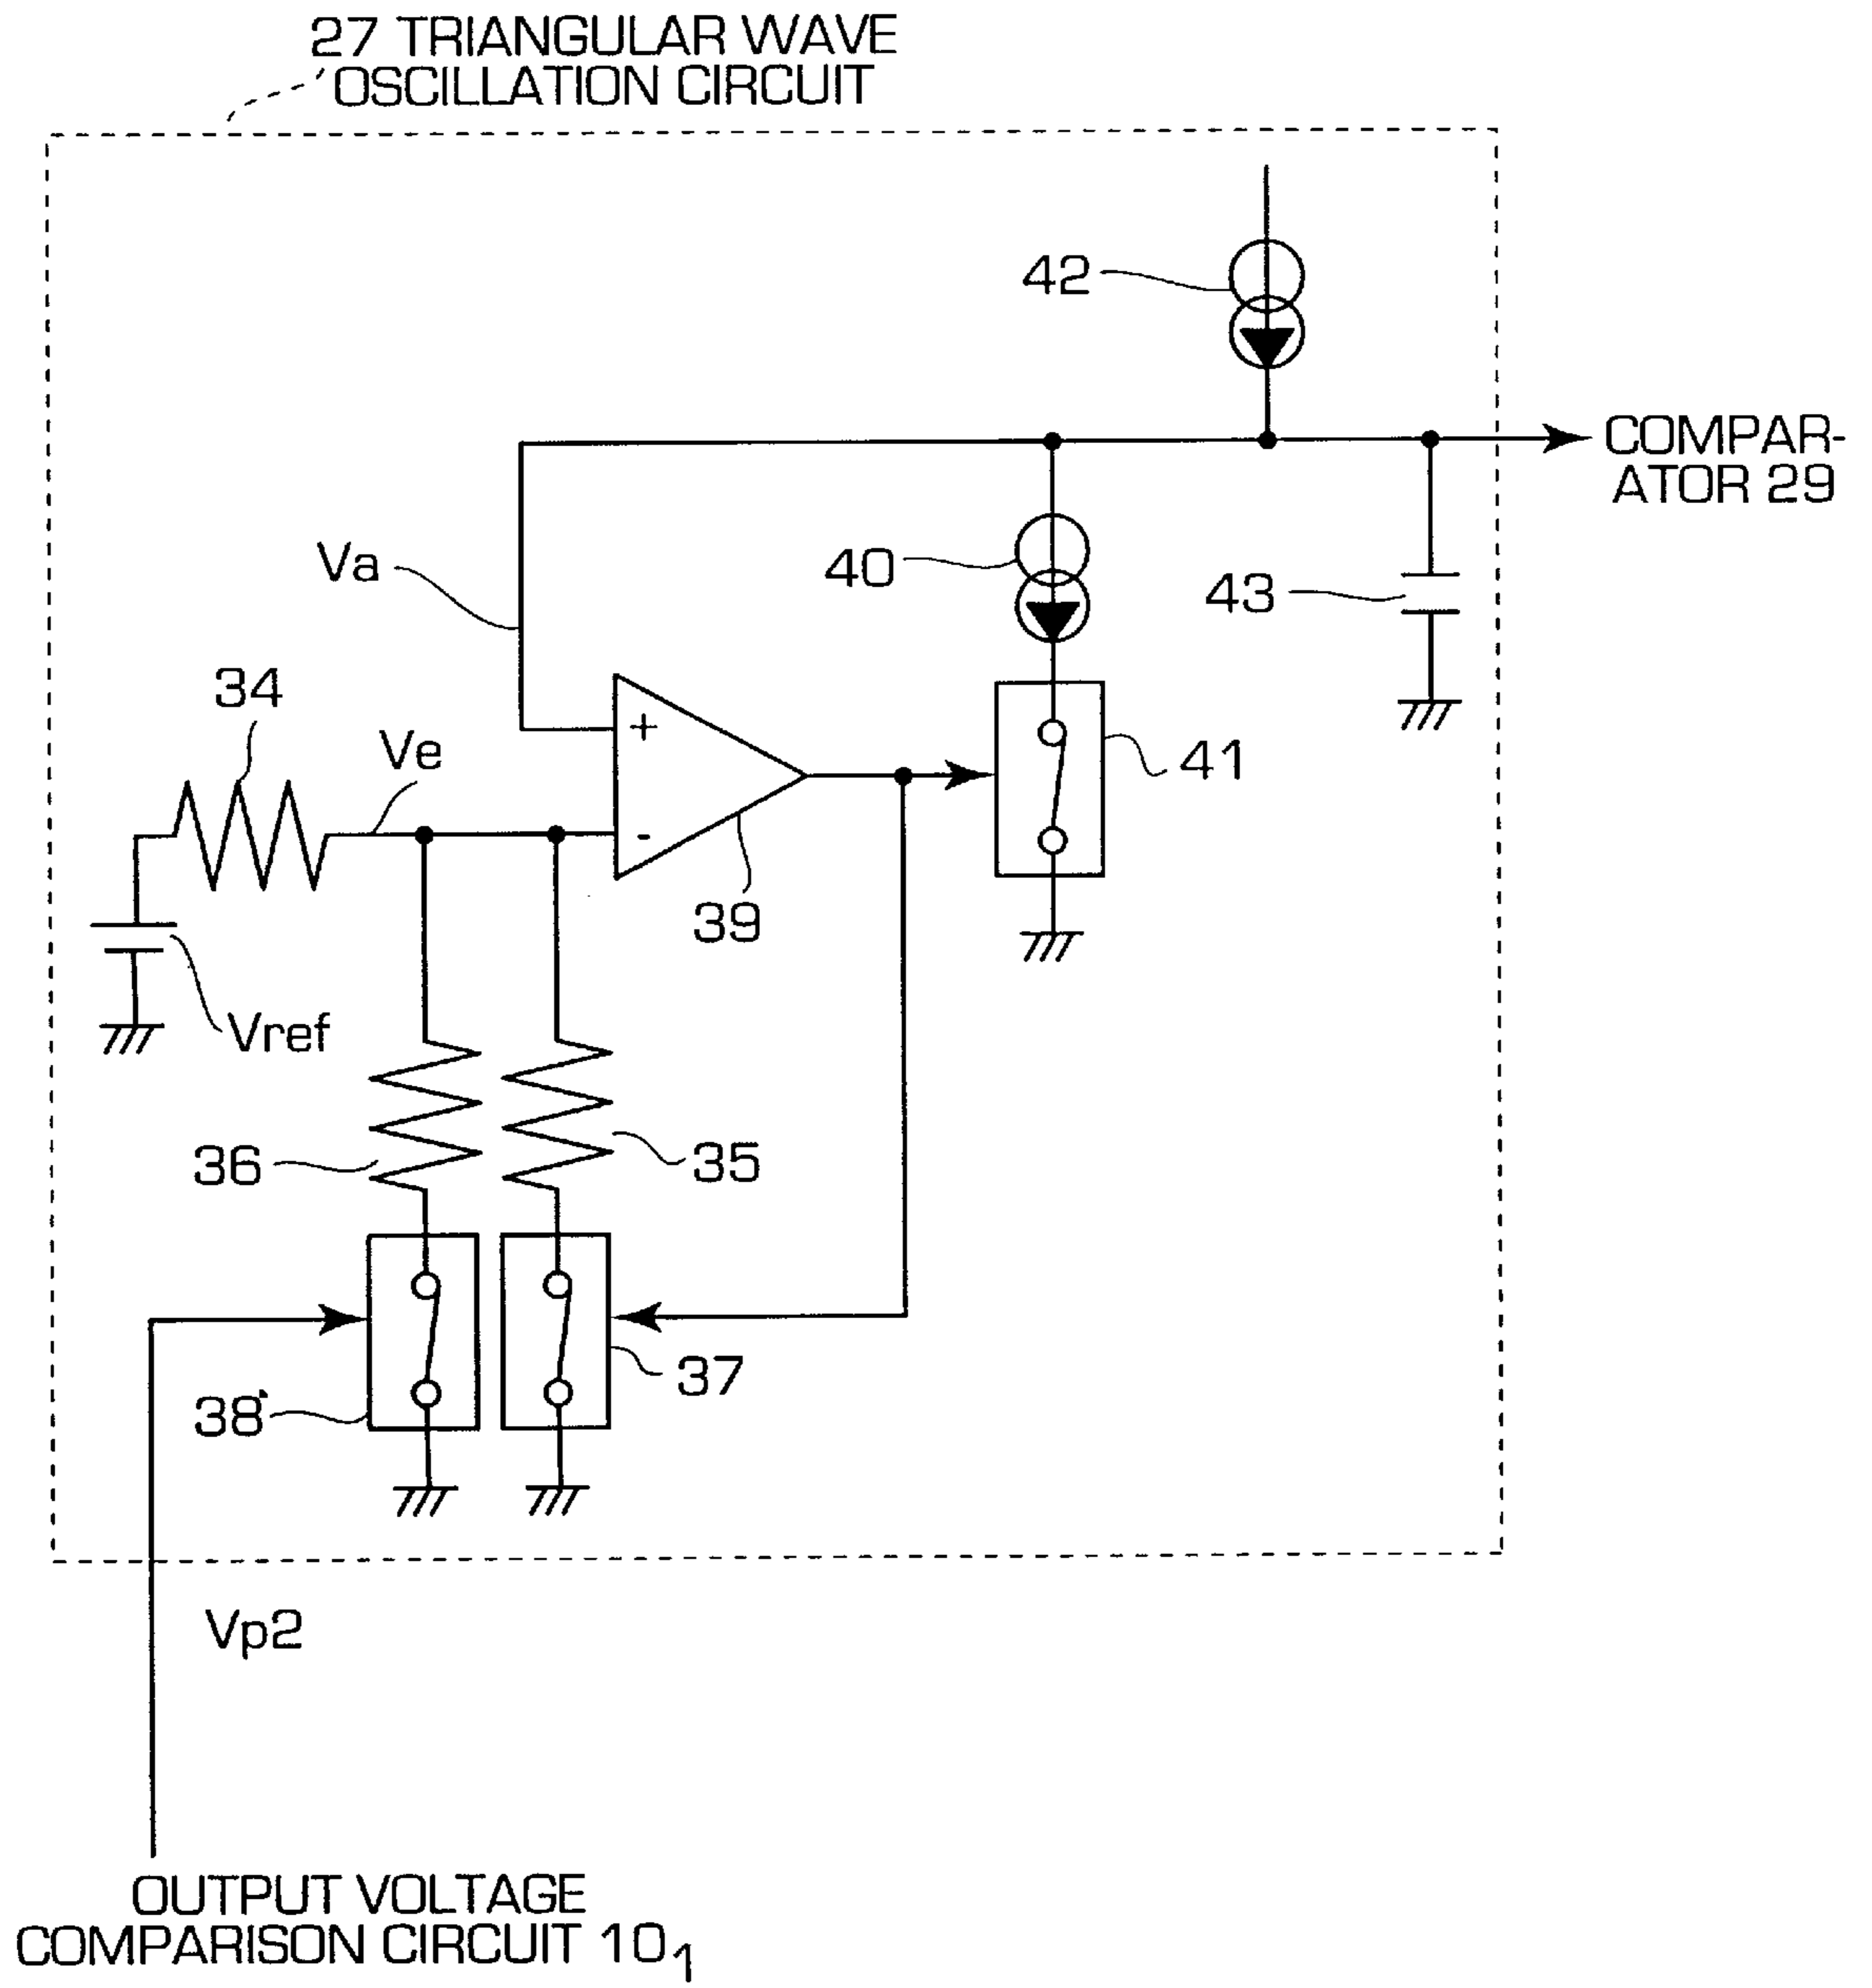 27 TRIANGULAR WAVE
OSCILLATION CIRCUIT
42
COMPAR-
ATOR 29
Va
40
43
34
Ve
+
41
-
39
Vref
36
35
37
38
Vp2
OUTPUT VOLTAGE
COMPARISON CIRCUIT 10₁